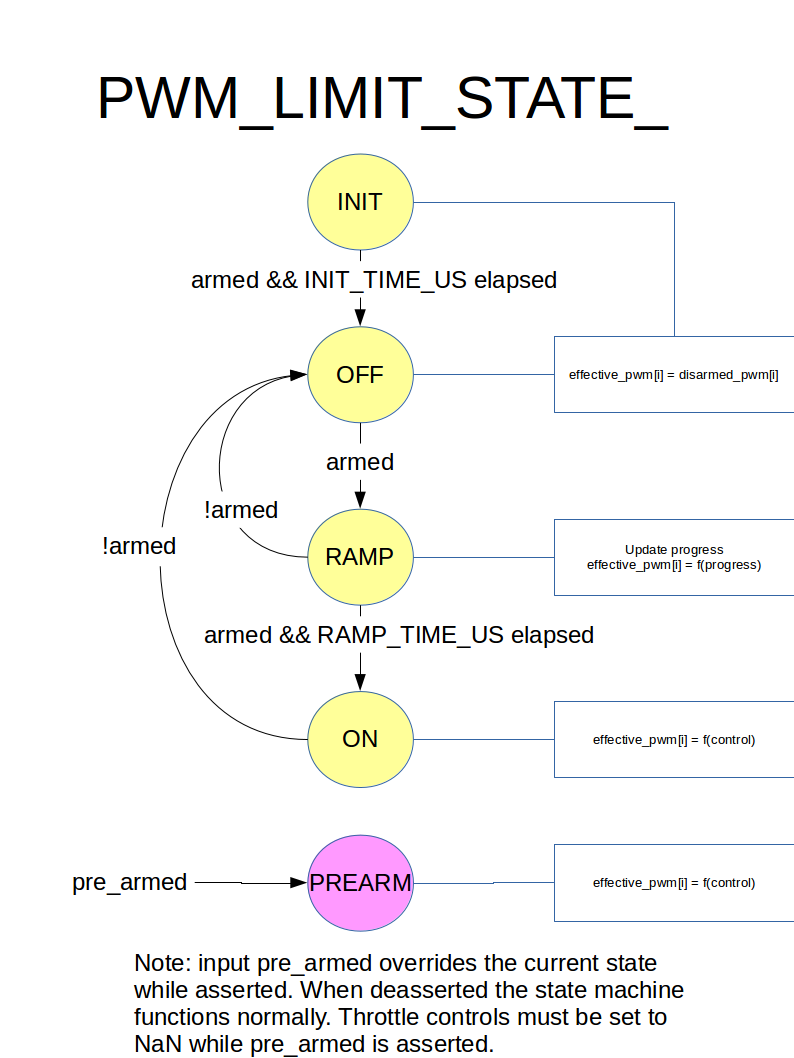 PWM_LIMIT_STATE_
INIT
armed && INIT_TIME_US elapsed
OFF
effective_pwm[i] = disarmed_pwm[i]
armed
!armed
!armed
RAMP
Update progress
effective_pwm[i] = f(progress)
armed && RAMP_TIME_US elapsed
ON
effective_pwm[i] = f(control)
pre_armed
PREARM
effective_pwm[i] = f(control)
Note: input pre_armed overrides the current state
while asserted. When deasserted the state machine
functions normally. Throttle controls must be set to
NaN while pre_armed is asserted.